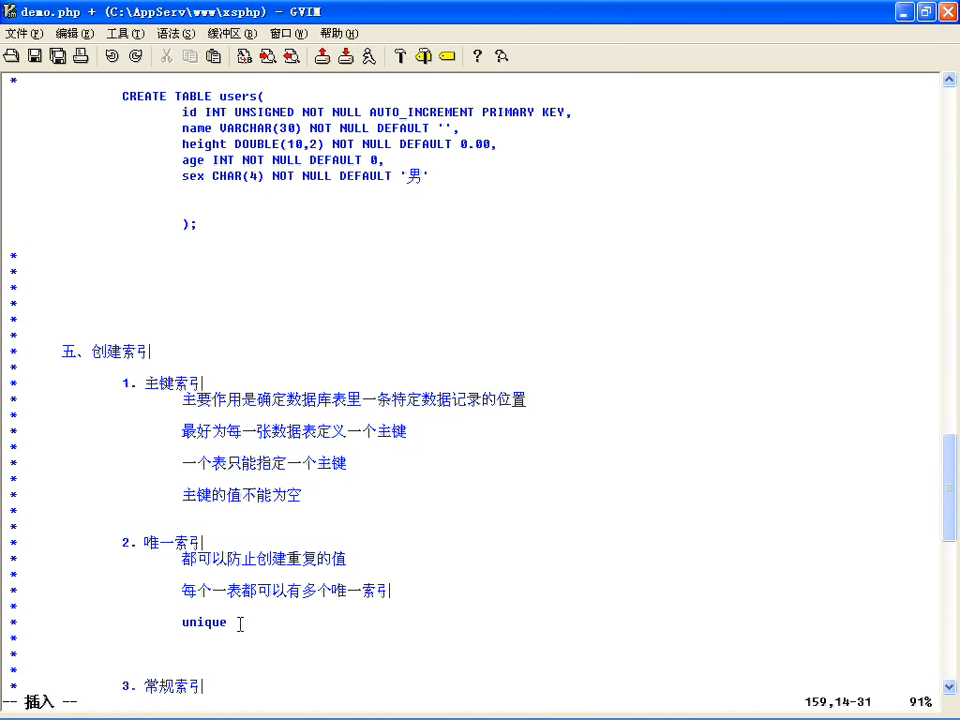 demo.php + (C:\AppServ\www\xsphp) - GVIM
文件(F) 编辑(E) 工具(T) 语法(S) 缓冲区(B) 窗口(W) 帮助(H)
*
CREATE TABLE users(
id INT UNSIGNED NOT NULL AUTO_INCREMENT PRIMARY KEY,
name VARCHAR(30) NOT NULL DEFAULT '',
height DOUBLE(10,2) NOT NULL DEFAULT 0.00,
age INT NOT NULL DEFAULT 0,
sex CHAR(4) NOT NULL DEFAULT '男'
);
*
*
*
*
*
*
* 五、创建索引
*
* 1. 主键索引
* 主要作用是确定数据库表里一条特定数据记录的位置
*
* 最好为每一张数据表定义一个主键
*
* 一个表只能指定一个主键
*
* 主键的值不能为空
*
*
* 2. 唯一索引
* 都可以防止创建重复的值
*
* 每个一表都可以有多个唯一索引
*
* unique
*
*
*
* 3. 常规索引
-- 插入 -- 159,14-31 91%